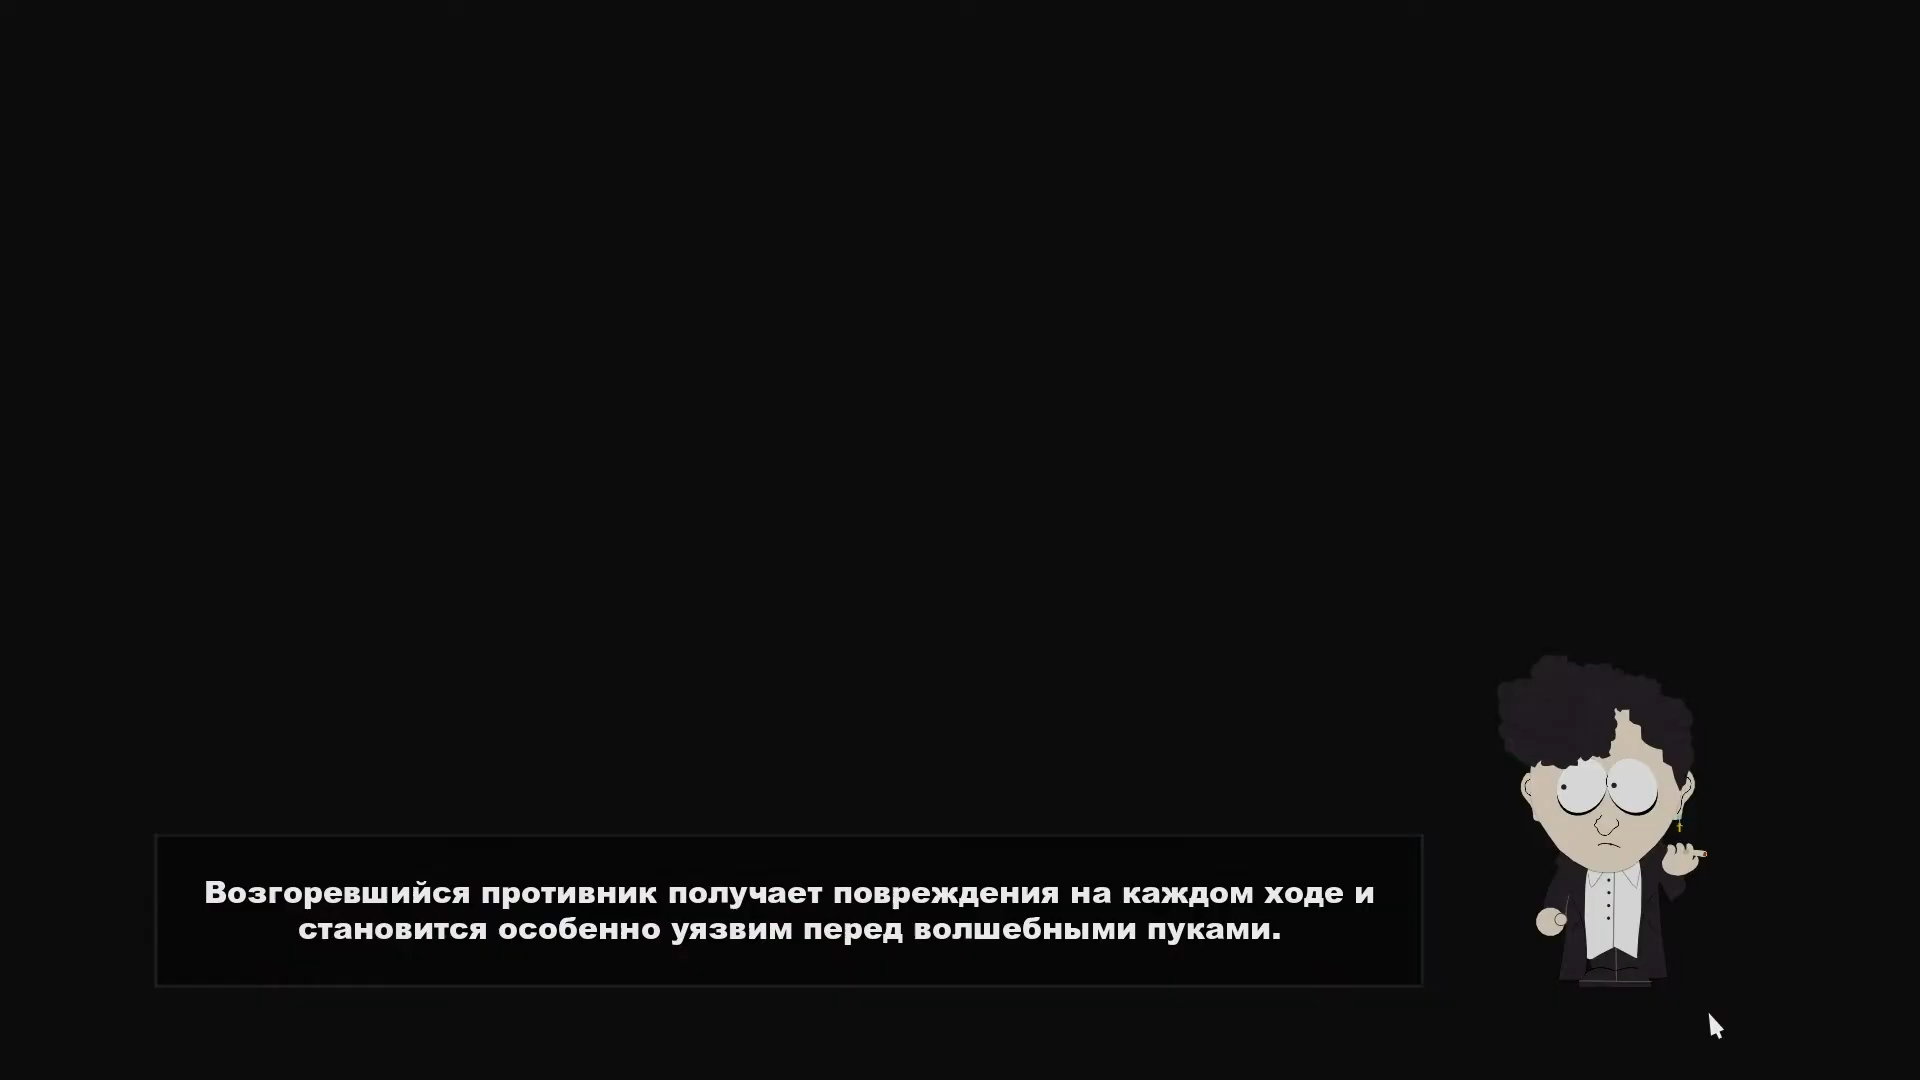 Возгоревшийся противник получает повреждения на каждом ходе и
становится особенно уязвим перед волшебными пуками.